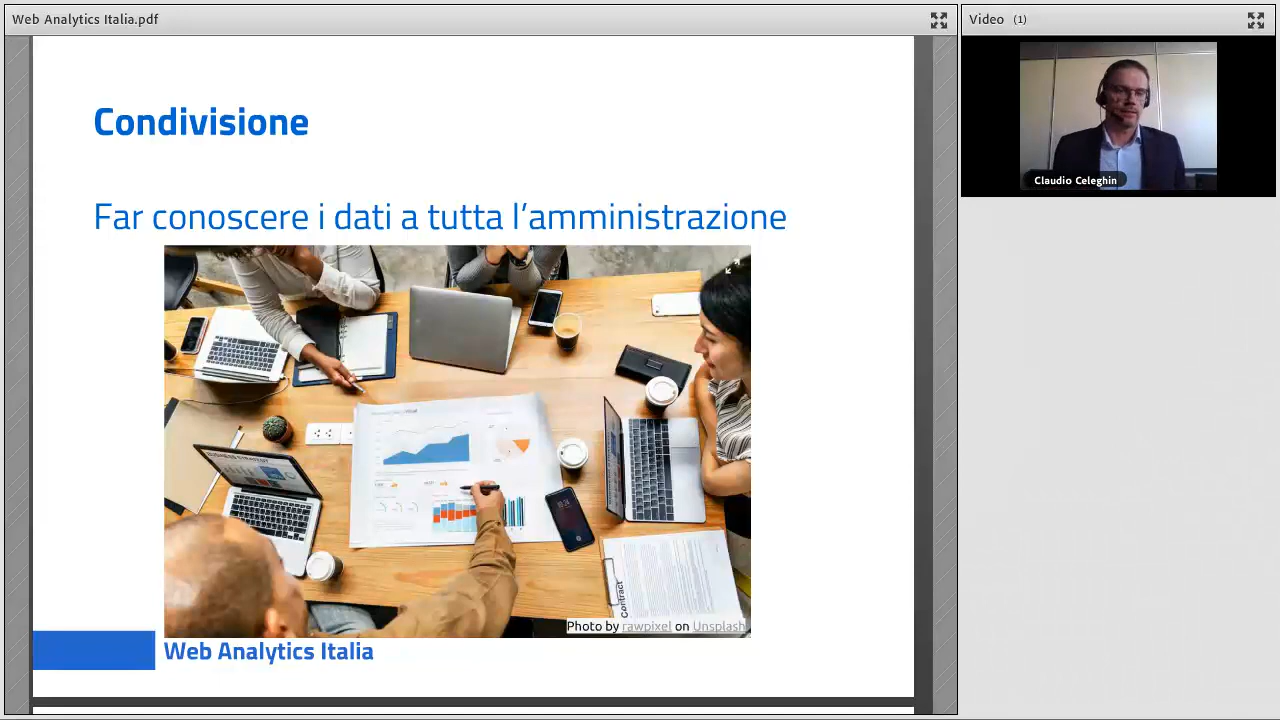 Web Analytics Italia.pdf
Video (1)
Claudio Celeghin
Condivisione
Far conoscere i dati a tutta l’amministrazione
Contract
Photo by rawpixel on Unsplash
Web Analytics Italia